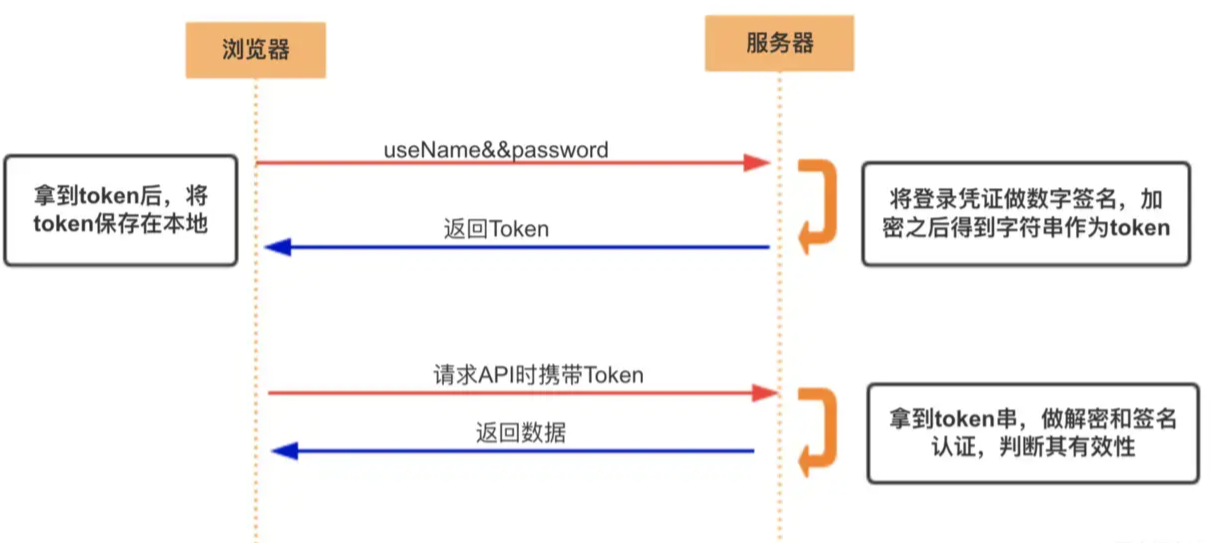 浏览器
服务器
useName&&password
拿到token后，将
token保存在本地
将登录凭证做数字签名，加
密之后得到字符串作为token
返回Token
请求API时携带Token
拿到token串，做解密和签名
认证，判断其有效性
返回数据